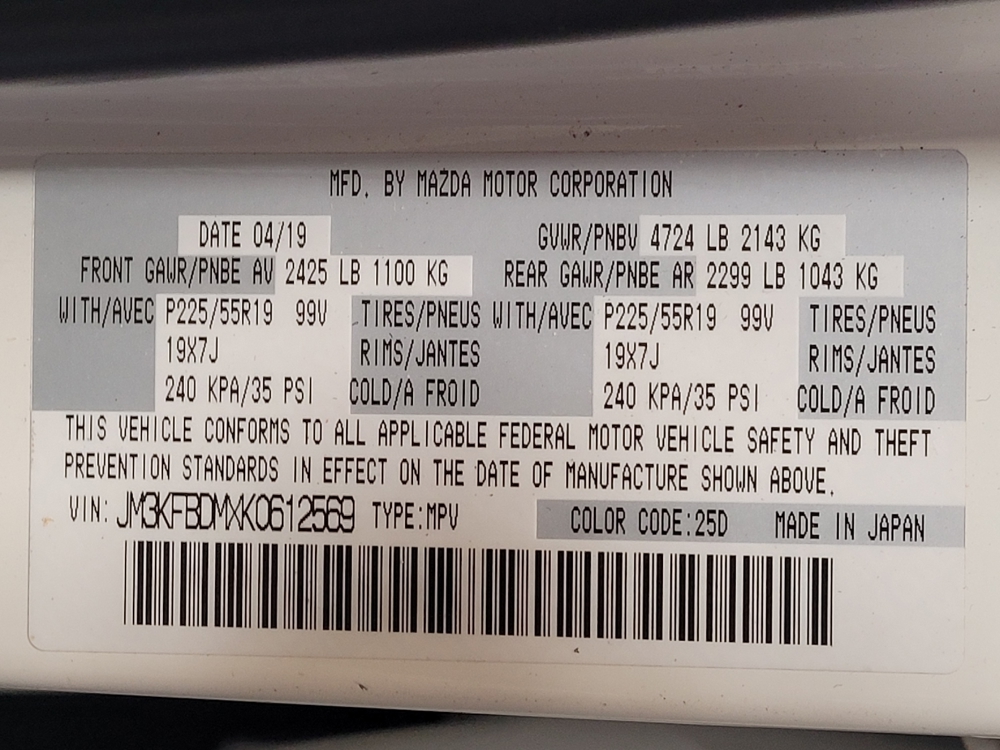 MFD. BY MAZDA MOTOR CORPORATION
DATE 04/19 GVWR/PNBV 4724 LB 2143 KG
FRONT GAWR/PNBE AV 2425 LB 1100 KG REAR GAWR/PNBE AR 2299 LB 1043 KG
WITH/AVEC P225/55R19 99V TIRES/PNEUS WITH/AVEC P225/55R19 99V TIRES/PNEUS
19X7J RIMS/JANTES 19X7J RIMS/JANTES
240 KPA/35 PSI COLD/A FROID 240 KPA/35 PSI COLD/A FROID
THIS VEHICLE CONFORMS TO ALL APPLICABLE FEDERAL MOTOR VEHICLE SAFETY AND THEFT
PREVENTION STANDARDS IN EFFECT ON THE DATE OF MANUFACTURE SHOWN ABOVE.
VIN: JM3KFBDMXK0612569 TYPE:MPV COLOR CODE:25D MADE IN JAPAN